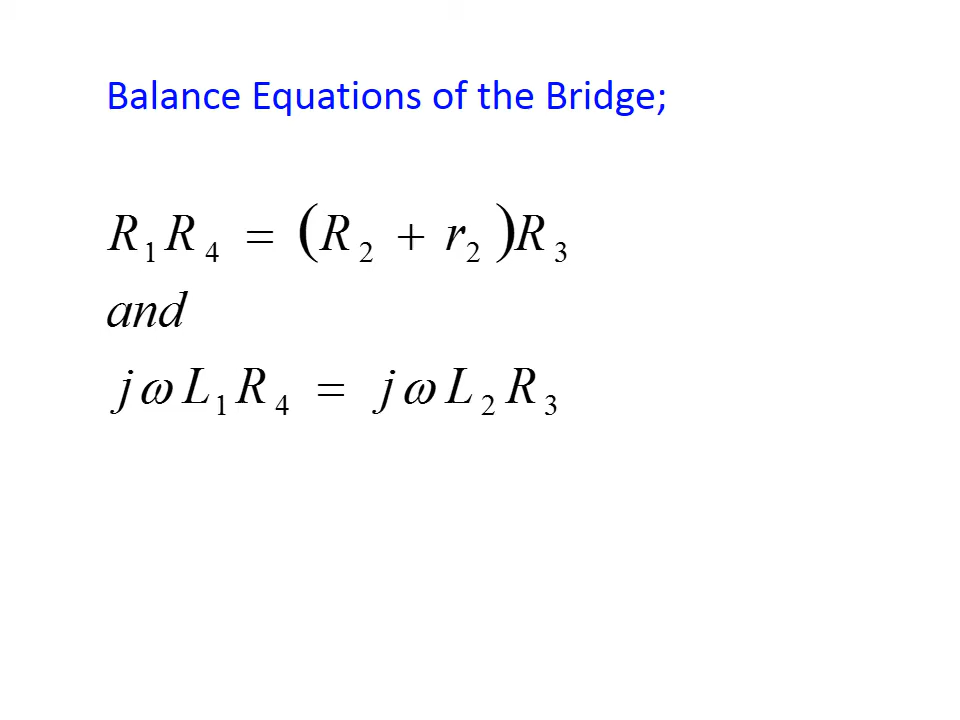 Balance Equations of the Bridge;
R₁R₄ = (R₂ + r₂)R₃
and
jωL₁R₄ = jωL₂R₃